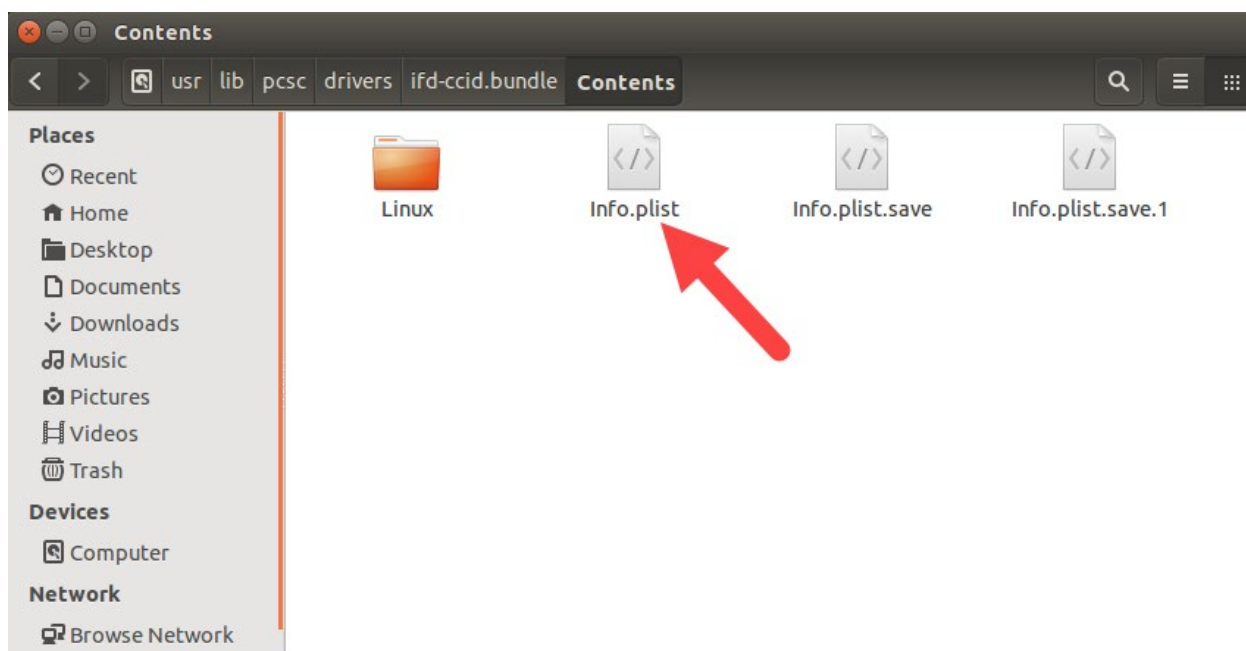 Contents
usr lib pcsc drivers ifd-ccid.bundle Contents
Places
Recent
Home
Desktop
Documents
Downloads
Music
Pictures
Videos
Trash
Devices
Computer
Network
Browse Network
Linux Info.plist Info.plist.save Info.plist.save.1